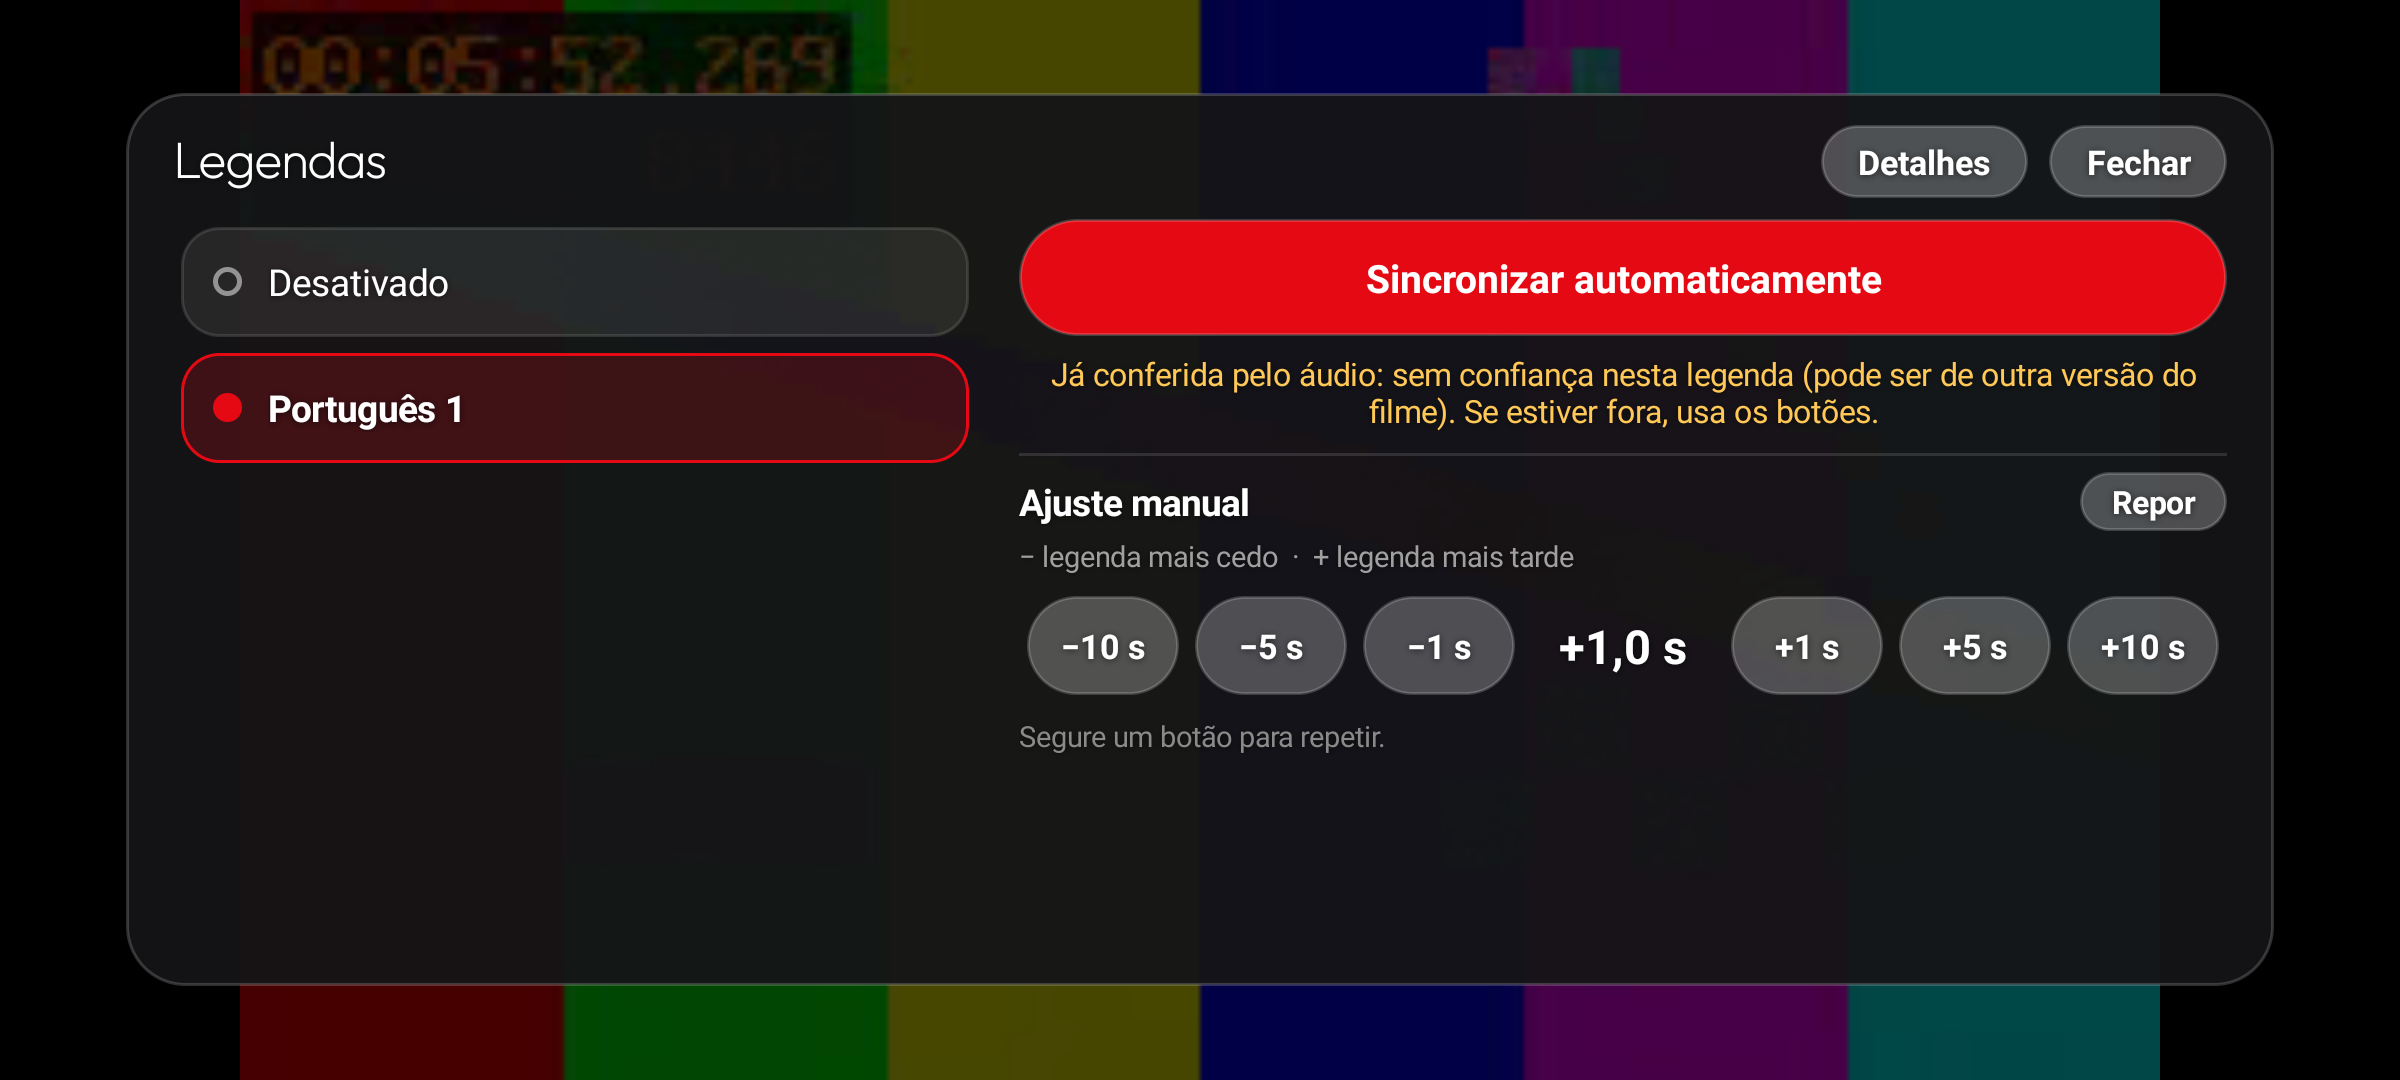 00:05:52.269
Legendas
Detalhes
Fechar
Desativado
Português 1
Sincronizar automaticamente
Já conferida pelo áudio: sem confiança nesta legenda (pode ser de outra versão do
filme). Se estiver fora, usa os botões.
Ajuste manual
Repor
− legenda mais cedo · + legenda mais tarde
−10 s
−5 s
−1 s
+1,0 s
+1 s
+5 s
+10 s
Segure um botão para repetir.